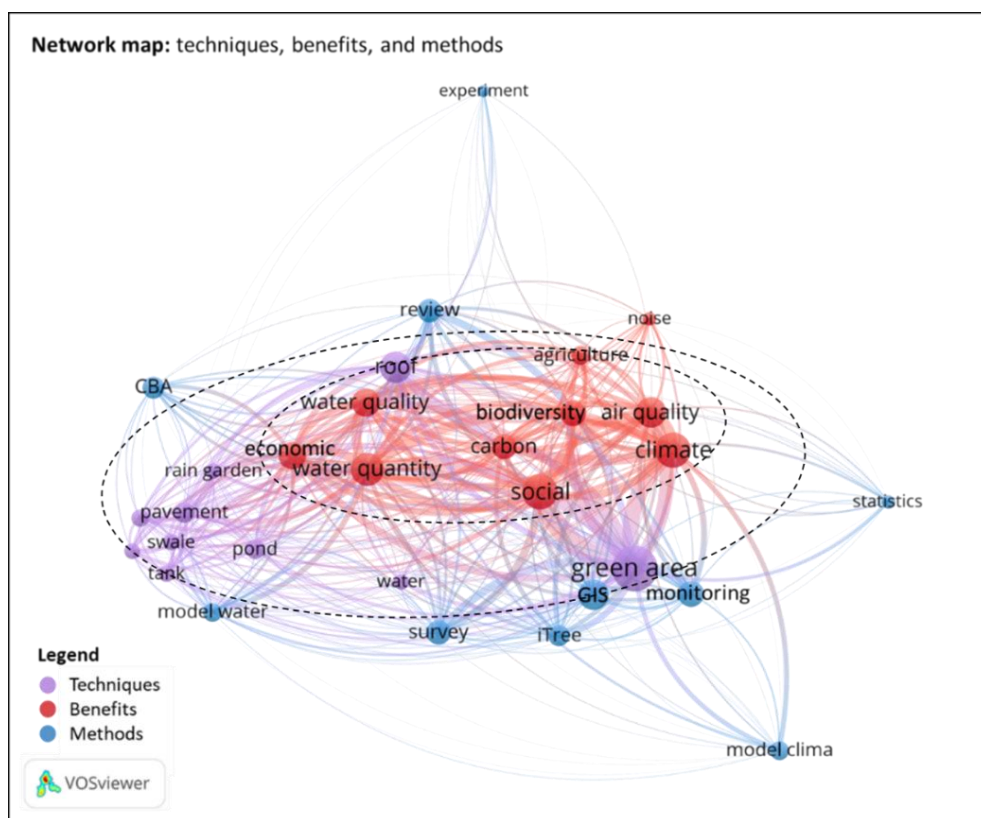 Network map: techniques, benefits, and methods
experiment
review
noise
agriculture
roof
CBA
water quality
biodiversity
air quality
economic
carbon
climate
rain garden
water quantity
social
statistics
pavement
swale
pond
tank
water
green area
GIS
monitoring
model water
survey
iTree
Legend
Techniques
Benefits
Methods
model clima
VOSviewer